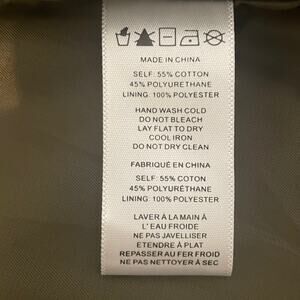 MADE IN CHINA
SELF: 55% COTTON
45% POLYURETHANE
LINING: 100% POLYESTER
HAND WASH COLD
DO NOT BLEACH
LAY FLAT TO DRY
COOL IRON
DO NOT DRY CLEAN
FABRIQUÉ EN CHINA
SELF: 55% COTTON
45% POLYURÉTHANE
LINING: 100% POLYESTER
LAVER À LA MAIN À
L' EAU FROIDE
NE PAS JAVELLISER
ETENDRE À PLAT
REPASSER AU FER FROID
NE PAS NETTOYER À SEC